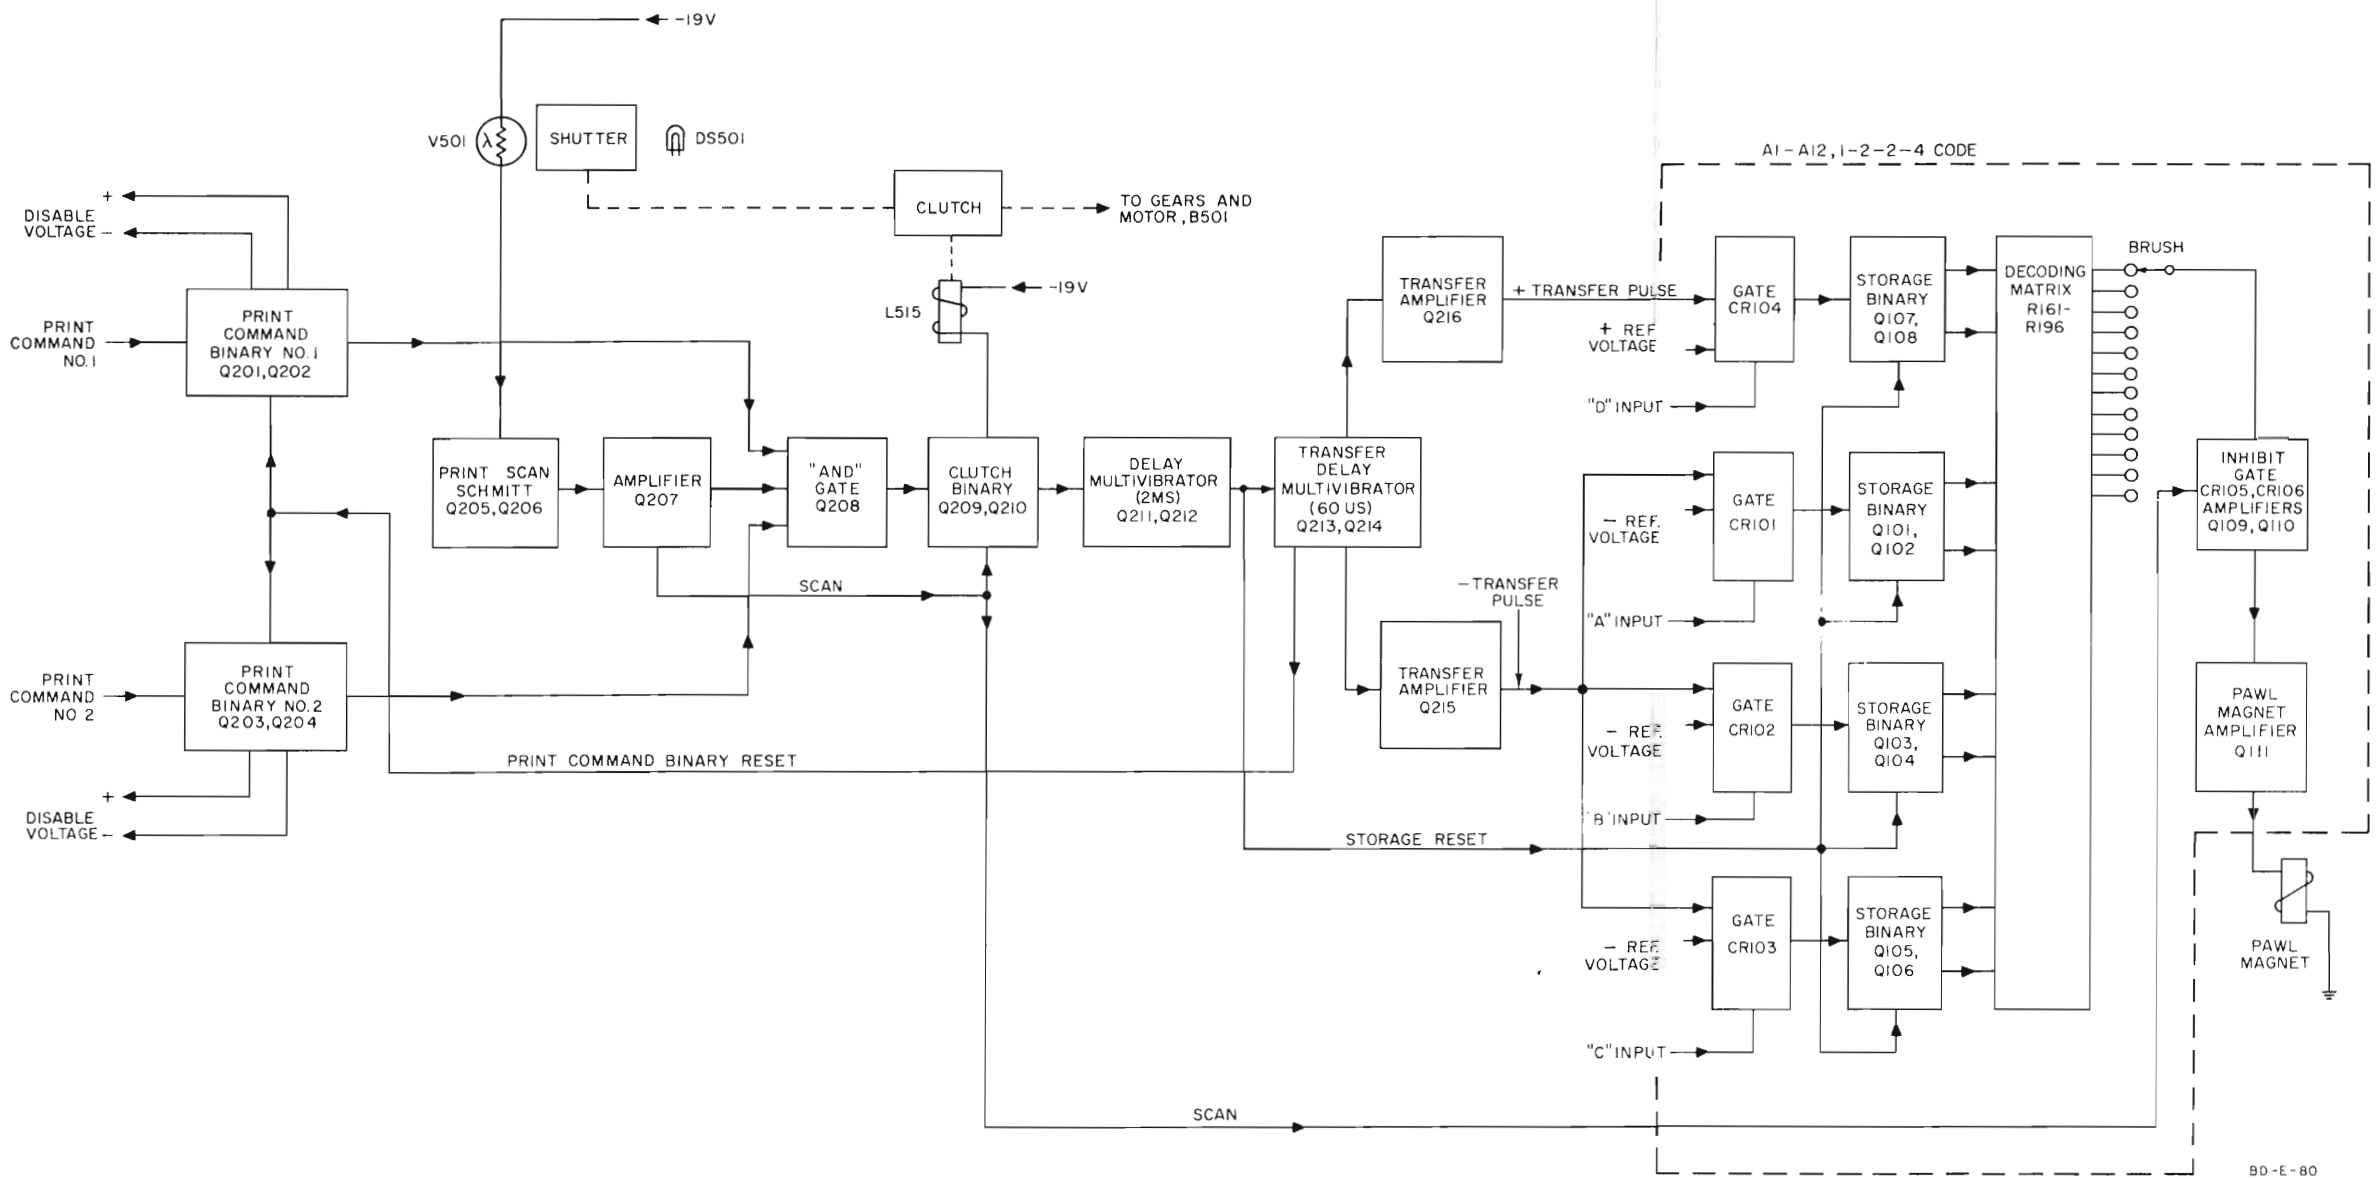 -19V
V501
λ
SHUTTER
DS501
CLUTCH
TO GEARS AND
MOTOR, B501
L515
-19V
+
DISABLE
VOLTAGE -
PRINT
COMMAND
NO. 1
PRINT
COMMAND
BINARY NO. 1
Q201, Q202
PRINT SCAN
SCHMITT
Q205, Q206
AMPLIFIER
Q207
"AND"
GATE
Q208
CLUTCH
BINARY
Q209, Q210
DELAY
MULTIVIBRATOR
(2MS)
Q211, Q212
TRANSFER
DELAY
MULTIVIBRATOR
(60 US)
Q213, Q214
SCAN
PRINT
COMMAND
NO 2
PRINT
COMMAND
BINARY NO. 2
Q203, Q204
+
DISABLE
VOLTAGE -
PRINT COMMAND BINARY RESET
TRANSFER
AMPLIFIER
Q216
+ TRANSFER PULSE
TRANSFER
AMPLIFIER
Q215
- TRANSFER
PULSE
STORAGE RESET
SCAN
A1-A12, 1-2-2-4 CODE
+ REF
VOLTAGE
"D" INPUT
GATE
CR104
STORAGE
BINARY
Q107,
Q108
- REF.
VOLTAGE
"A" INPUT
GATE
CR101
STORAGE
BINARY
Q101,
Q102
- REF.
VOLTAGE
"B" INPUT
GATE
CR102
STORAGE
BINARY
Q103,
Q104
- REF.
VOLTAGE
"C" INPUT
GATE
CR103
STORAGE
BINARY
Q105,
Q106
DECODING
MATRIX
R161-
R196
BRUSH
INHIBIT
GATE
CR105, CR106
AMPLIFIERS
Q109, Q110
PAWL
MAGNET
AMPLIFIER
Q111
PAWL
MAGNET
BD-E-80